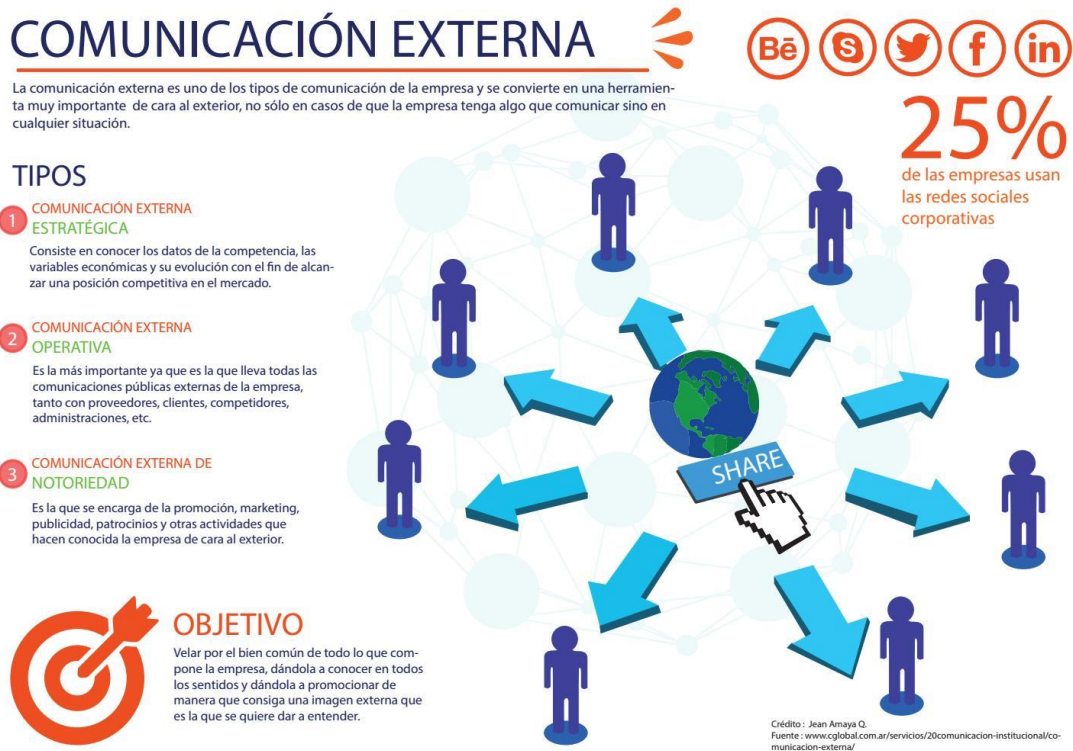 COMUNICACIÓN EXTERNA
La comunicación externa es uno de los tipos de comunicación de la empresa y se convierte en una herramien-
ta muy importante de cara al exterior, no sólo en casos de que la empresa tenga algo que comunicar sino en
cualquier situación.
Bē
S
f
in
25%
de las empresas usan
las redes sociales
corporativas
TIPOS
1
COMUNICACIÓN EXTERNA
ESTRATÉGICA
Consiste en conocer los datos de la competencia, las
variables económicas y su evolución con el fin de alcan-
zar una posición competitiva en el mercado.
2
COMUNICACIÓN EXTERNA
OPERATIVA
Es la más importante ya que es la que lleva todas las
comunicaciones públicas externas de la empresa,
tanto con proveedores, clientes, competidores,
administraciones, etc.
3
COMUNICACIÓN EXTERNA DE
NOTORIEDAD
Es la que se encarga de la promoción, marketing,
publicidad, patrocinios y otras actividades que
hacen conocida la empresa de cara al exterior.
SHARE
OBJETIVO
Velar por el bien común de todo lo que com-
pone la empresa, dándola a conocer en todos
los sentidos y dándola a promocionar de
manera que consiga una imagen externa que
es la que se quiere dar a entender.
Crédito : Jean Amaya Q.
Fuente : www.cglobal.com.ar/servicios/20comunicacion-institucional/co-
municacion-externa/